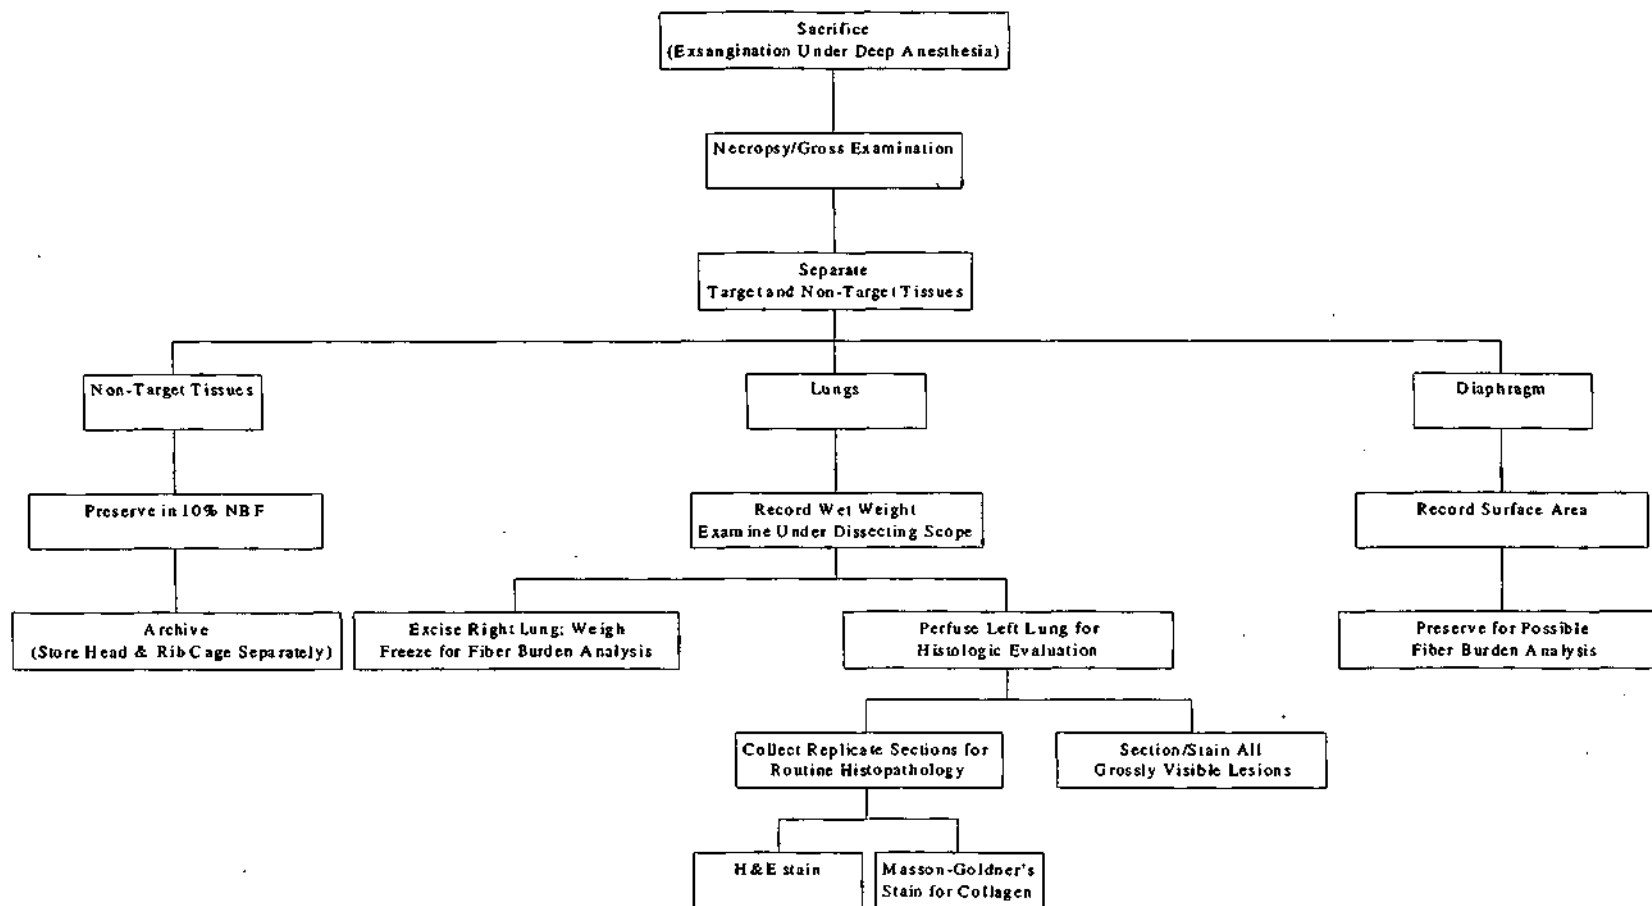 Sacrifice
(Exsangination Under Deep Anesthesia)
Necropsy/Gross Examination
Separate
Target and Non-Target Tissues
Non-Target Tissues
Lungs
Diaphragm
Preserve in 10% NBF
Record Wet Weight
Examine Under Dissecting Scope
Record Surface Area
Archive
(Store Head & Rib Cage Separately)
Excise Right Lung; Weigh
Freeze for Fiber Burden Analysis
Perfuse Left Lung for
Histologic Evaluation
Preserve for Possible
Fiber Burden Analysis
Collect Replicate Sections for
Routine Histopathology
Section/Stain All
Grossly Visible Lesions
H&E stain
Masson-Goldner's
Stain for Collagen